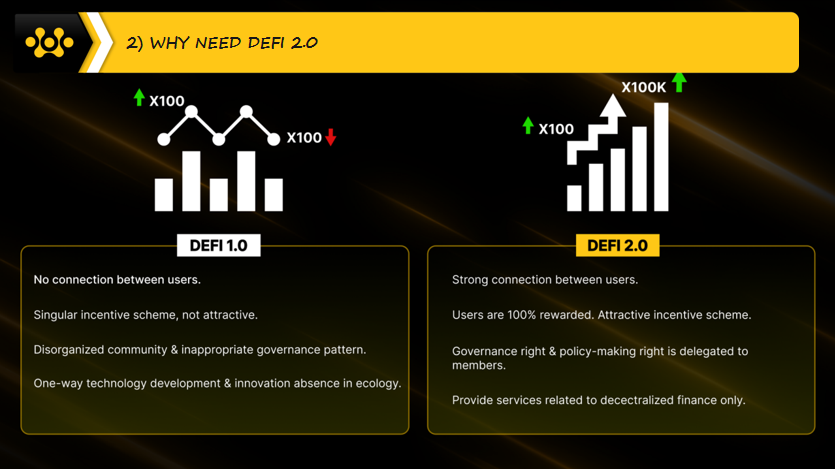 2) WHY NEED DEFI 2.0
X100
X100
X100
X100K
DEFI 1.0
No connection between users.
Singular incentive scheme, not attractive.
Disorganized community & inappropriate governance pattern.
One-way technology development & innovation absence in ecology.
DEFI 2.0
Strong connection between users.
Users are 100% rewarded. Attractive incentive scheme.
Governance right & policy-making right is delegated to
members.
Provide services related to decectralized finance only.